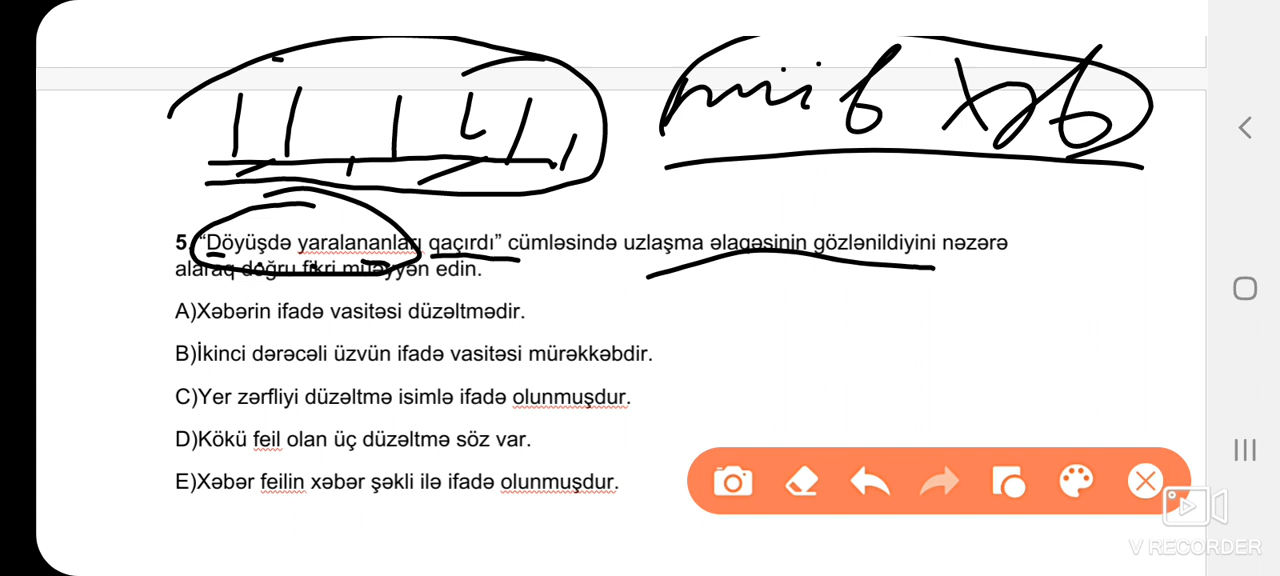 müb xəb
5. “Döyüşdə yaralananları qaçırdı” cümləsində uzlaşma əlaqəsinin gözlənildiyini nəzərə
alaraq doğru fikri müəyyən edin.
A)Xəbərin ifadə vasitəsi düzəltmədir.
B)İkinci dərəcəli üzvün ifadə vasitəsi mürəkkəbdir.
C)Yer zərfliyi düzəltmə isimlə ifadə olunmuşdur.
D)Kökü feil olan üç düzəltmə söz var.
E)Xəbər feilin xəbər şəkli ilə ifadə olunmuşdur.
V RECORDER